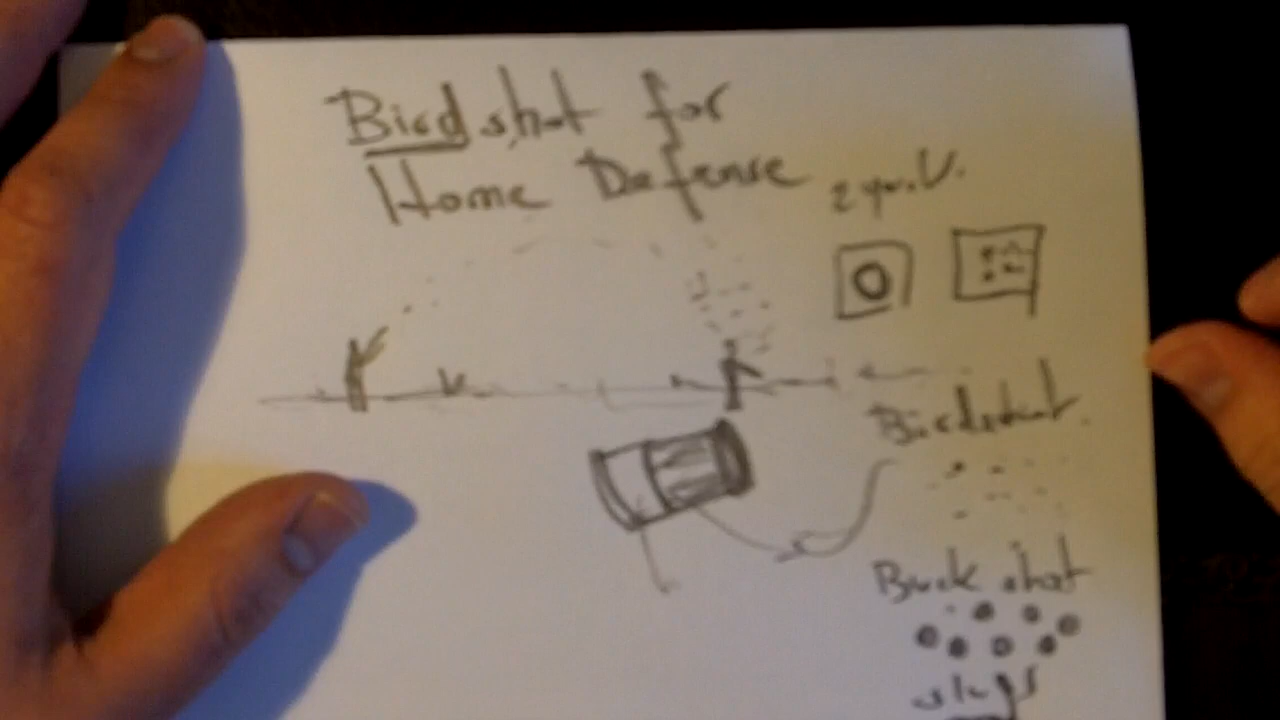 Birdshot for
Home Defense
Birdshot.
Buck shot
slugs